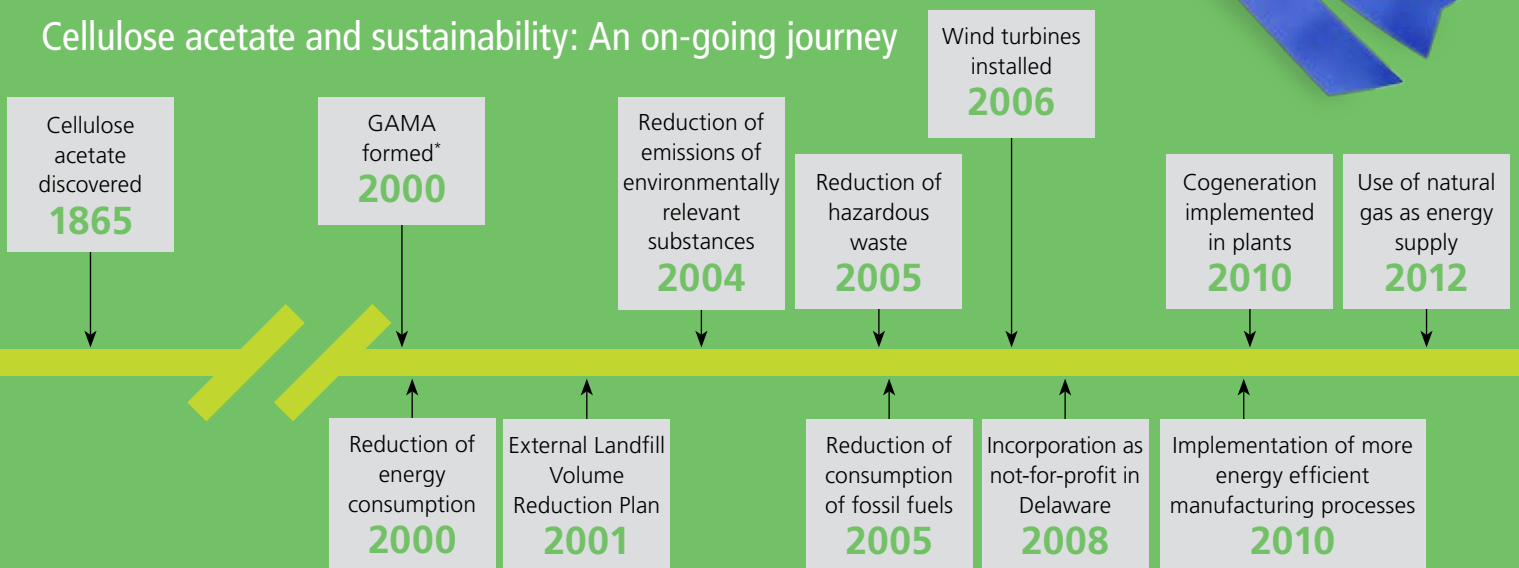 Cellulose acetate and sustainability: An on-going journey
Cellulose
acetate
discovered
1865
GAMA
formed*
2000
Reduction of
emissions of
environmentally
relevant
substances
2004
Reduction of
hazardous
waste
2005
Wind turbines
installed
2006
Cogeneration
implemented
in plants
2010
Use of natural
gas as energy
supply
2012
Reduction of
energy
consumption
2000
External Landfill
Volume
Reduction Plan
2001
Reduction of
consumption
of fossil fuels
2005
Incorporation as
not-for-profit in
Delaware
2008
Implementation of more
energy efficient
manufacturing processes
2010